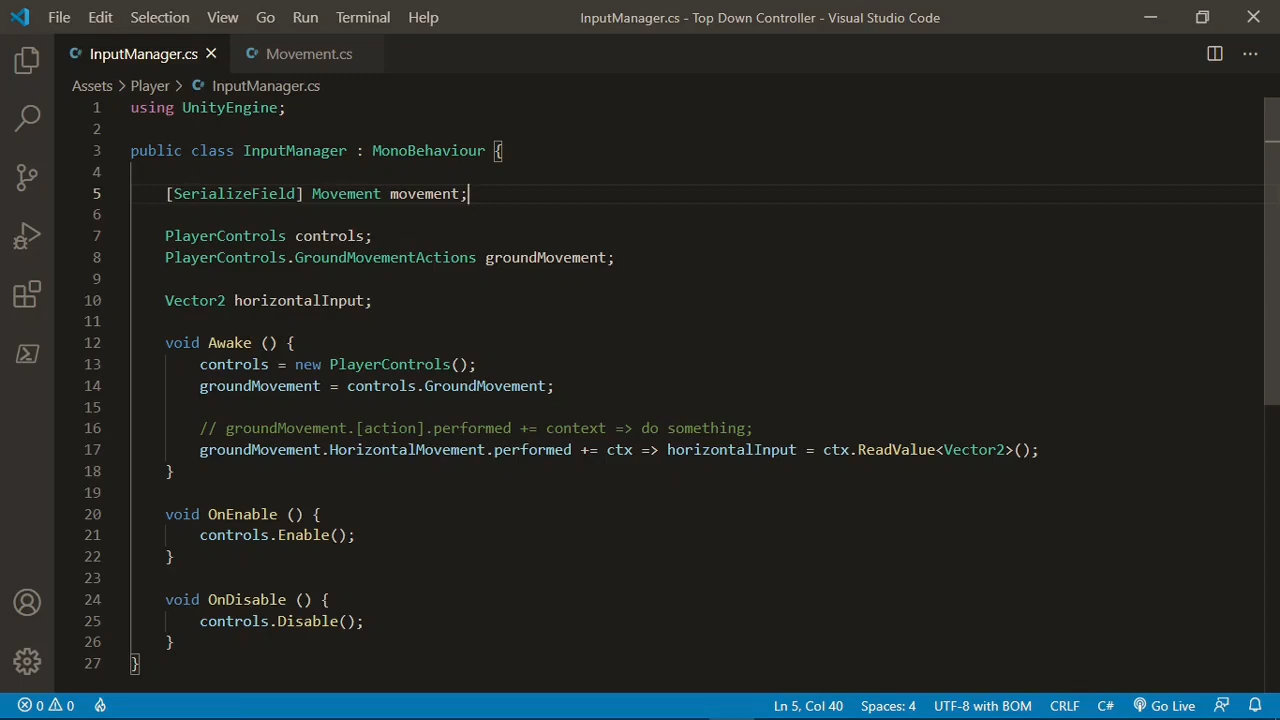 File Edit Selection View Go Run Terminal Help InputManager.cs - Top Down Controller - Visual Studio Code
InputManager.cs Movement.cs
Assets > Player > InputManager.cs
1 using UnityEngine;
2
3 public class InputManager : MonoBehaviour {
4
5 [SerializeField] Movement movement;
6
7 PlayerControls controls;
8 PlayerControls.GroundMovementActions groundMovement;
9
10 Vector2 horizontalInput;
11
12 void Awake () {
13 controls = new PlayerControls();
14 groundMovement = controls.GroundMovement;
15
16 // groundMovement.[action].performed += context => do something;
17 groundMovement.HorizontalMovement.performed += ctx => horizontalInput = ctx.ReadValue<Vector2>();
18 }
19
20 void OnEnable () {
21 controls.Enable();
22 }
23
24 void OnDisable () {
25 controls.Disable();
26 }
27 }
0 0 Ln 5, Col 40 Spaces: 4 UTF-8 with BOM CRLF C# Go Live